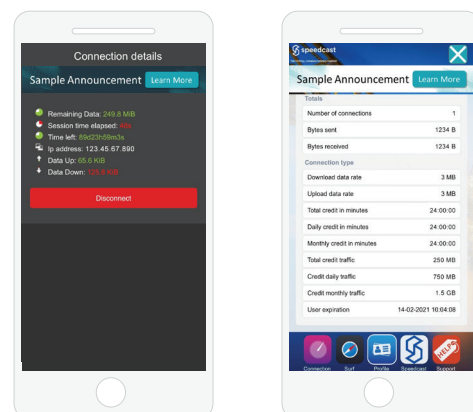 Connection details
Sample Announcement Learn More
Remaining Data: 249.8 MiB
Session time elapsed: 46s
Time left: 89d23h59m3s
Ip address: 123.45.67.890
Data Up: 65.6 KiB
Data Down: 125.8 KiB
Disconnect
speedcast
Sample Announcement Learn More
Totals
Number of connections 1
Bytes sent 1234 B
Bytes received 1234 B
Connection type
Download data rate 3 MB
Upload data rate 3 MB
Total credit in minutes 24:00:00
Daily credit in minutes 24:00:00
Monthly credit in minutes 24:00:00
Total credit traffic 250 MB
Credit daily traffic 750 MB
Credit monthly traffic 1.5 GB
User expiration 14-02-2021 10:04:08
HELP
Connection Surf Profile Speedcast Support